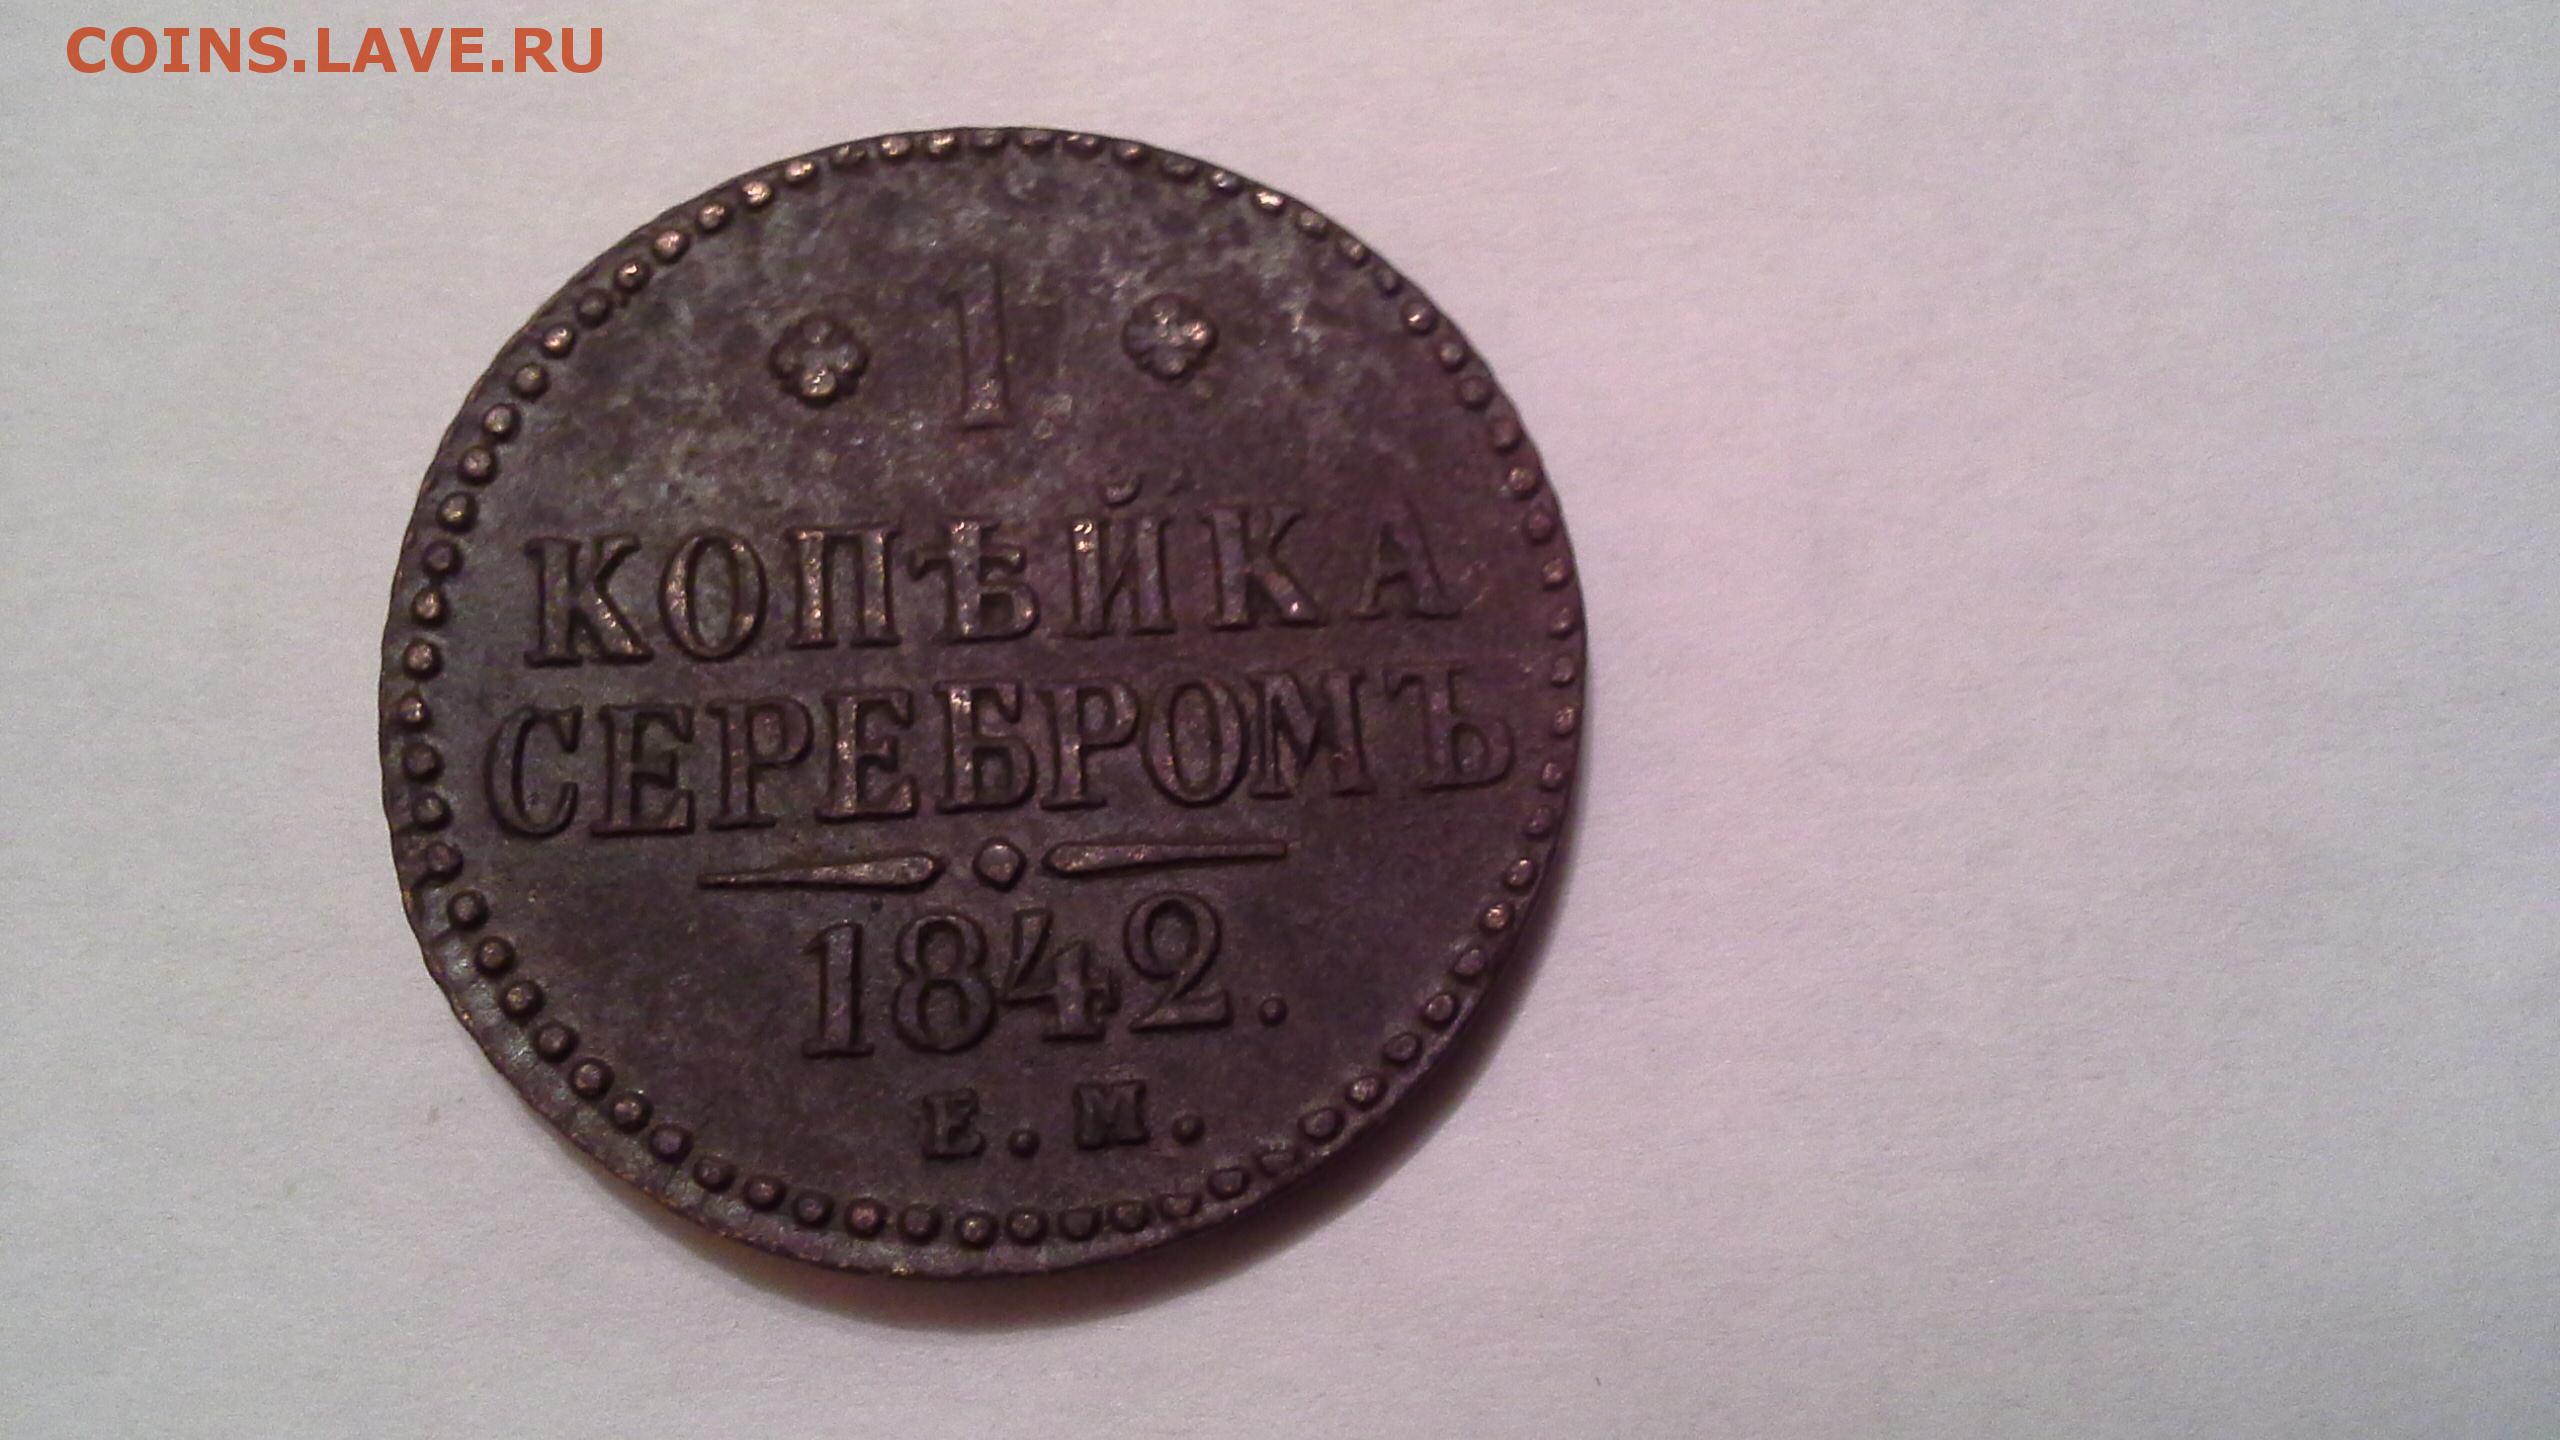 COINS.LAVE.RU
1
КОПѢЙКА
СЕРЕБРОМЪ
1842.
Е. М.